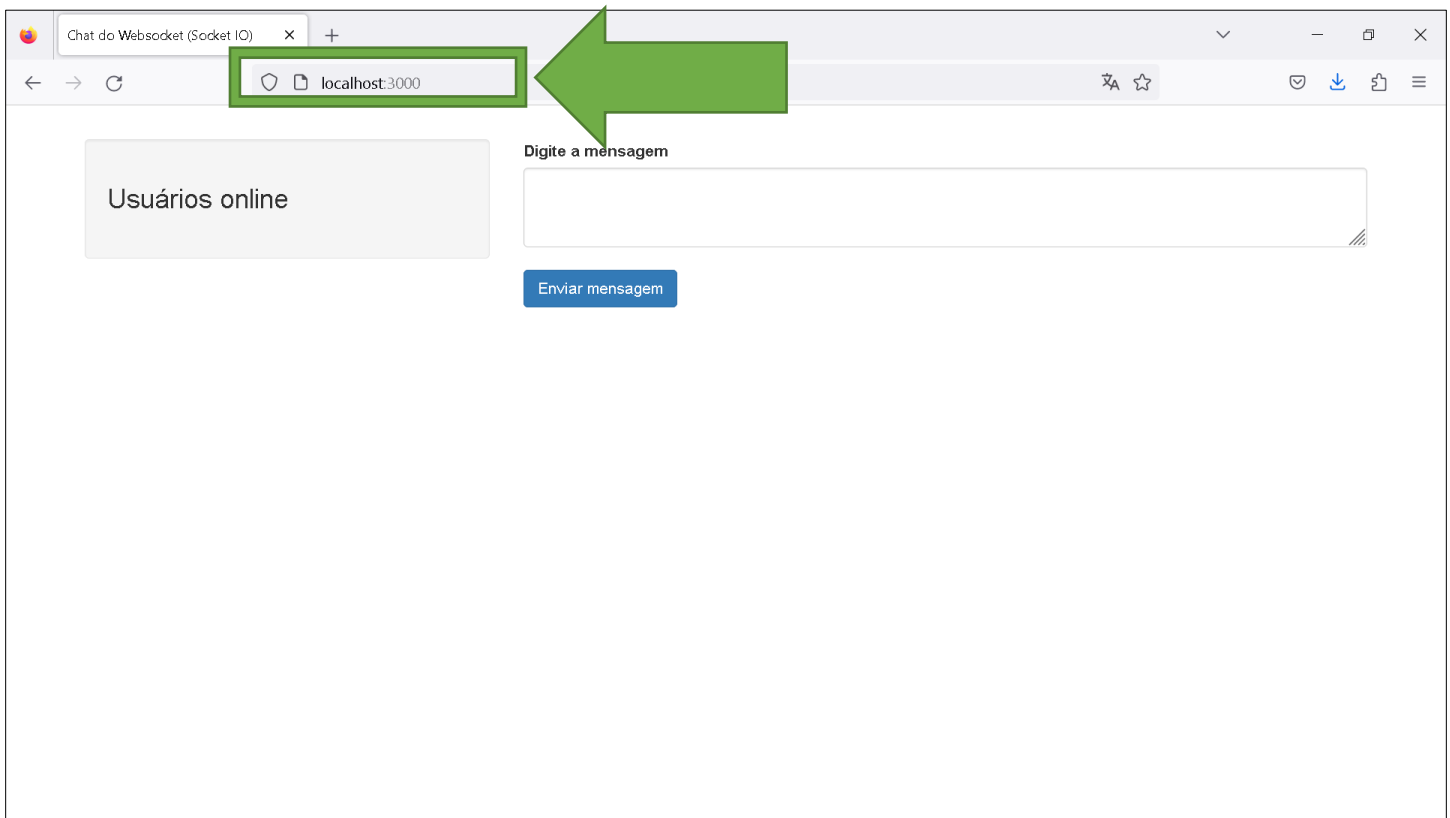 Chat do Websocket (Socket IO)
localhost:3000
Usuários online
Digite a mensagem
Enviar mensagem